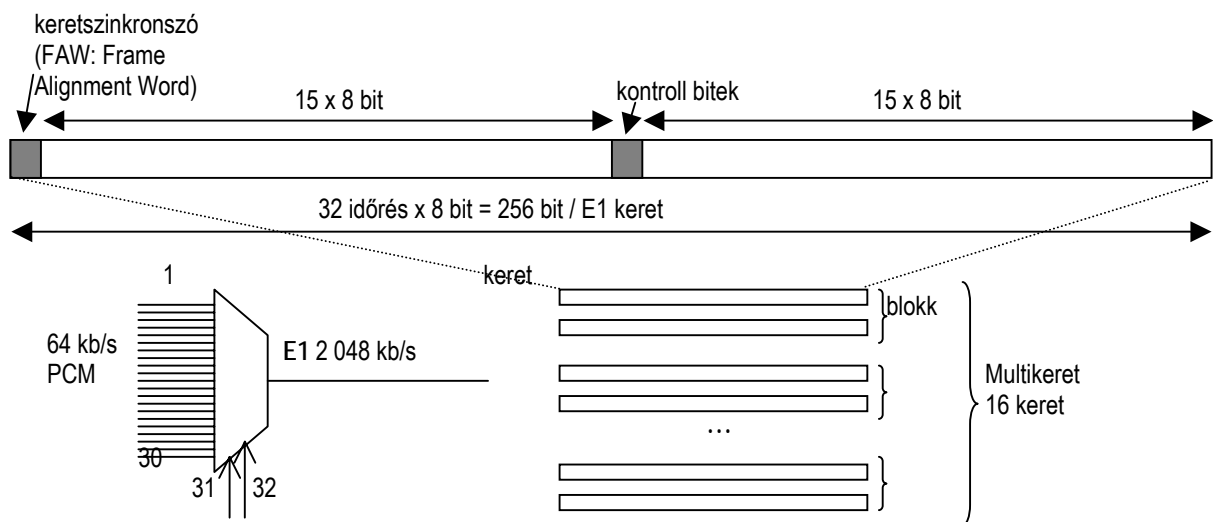 keretszinkronszó
(FAW: Frame
Alignment Word)
15 x 8 bit
kontroll bitek
15 x 8 bit
32 időrés x 8 bit = 256 bit / E1 keret
1
keret
blokk
64 kb/s
PCM
E1 2 048 kb/s
Multikeret
16 keret
…
30
31
32